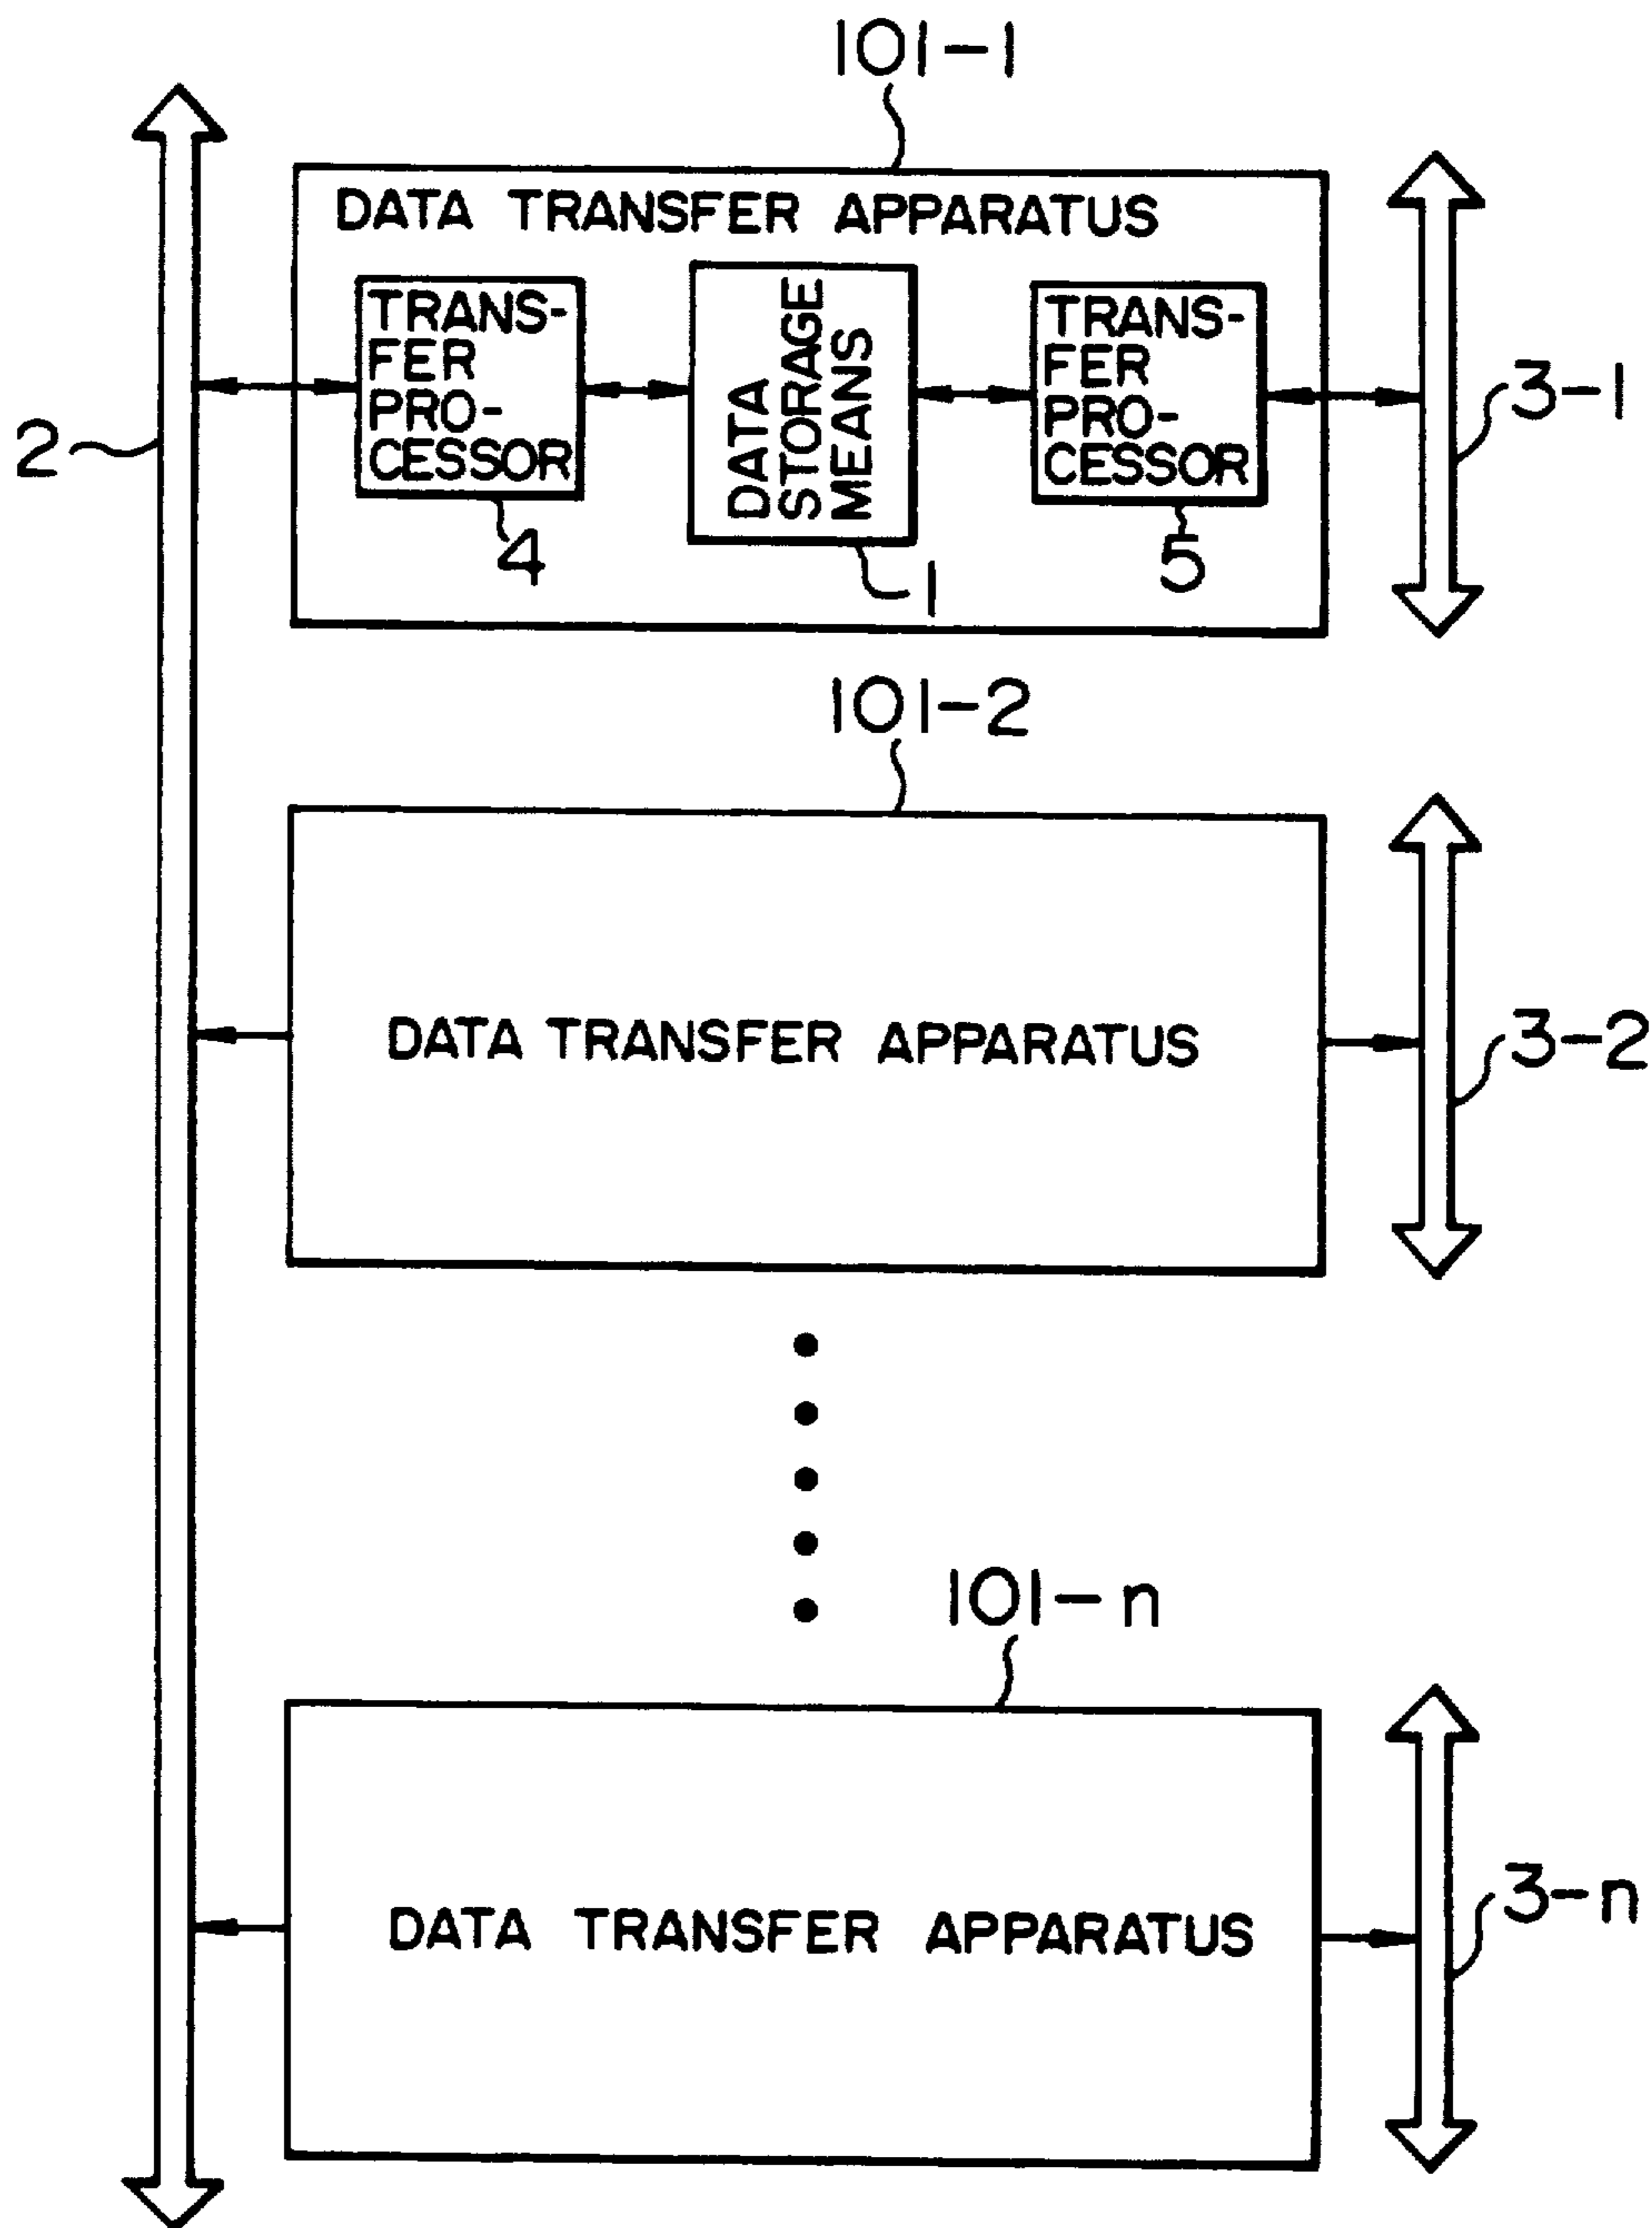 101-1
DATA TRANSFER APPARATUS
TRANS-
FER
PRO-
CESSOR
DATA
STORAGE
MEANS
TRANS-
FER
PRO-
CESSOR
4
1
5
2
3-1
101-2
DATA TRANSFER APPARATUS
3-2
101-n
DATA TRANSFER APPARATUS
3-n